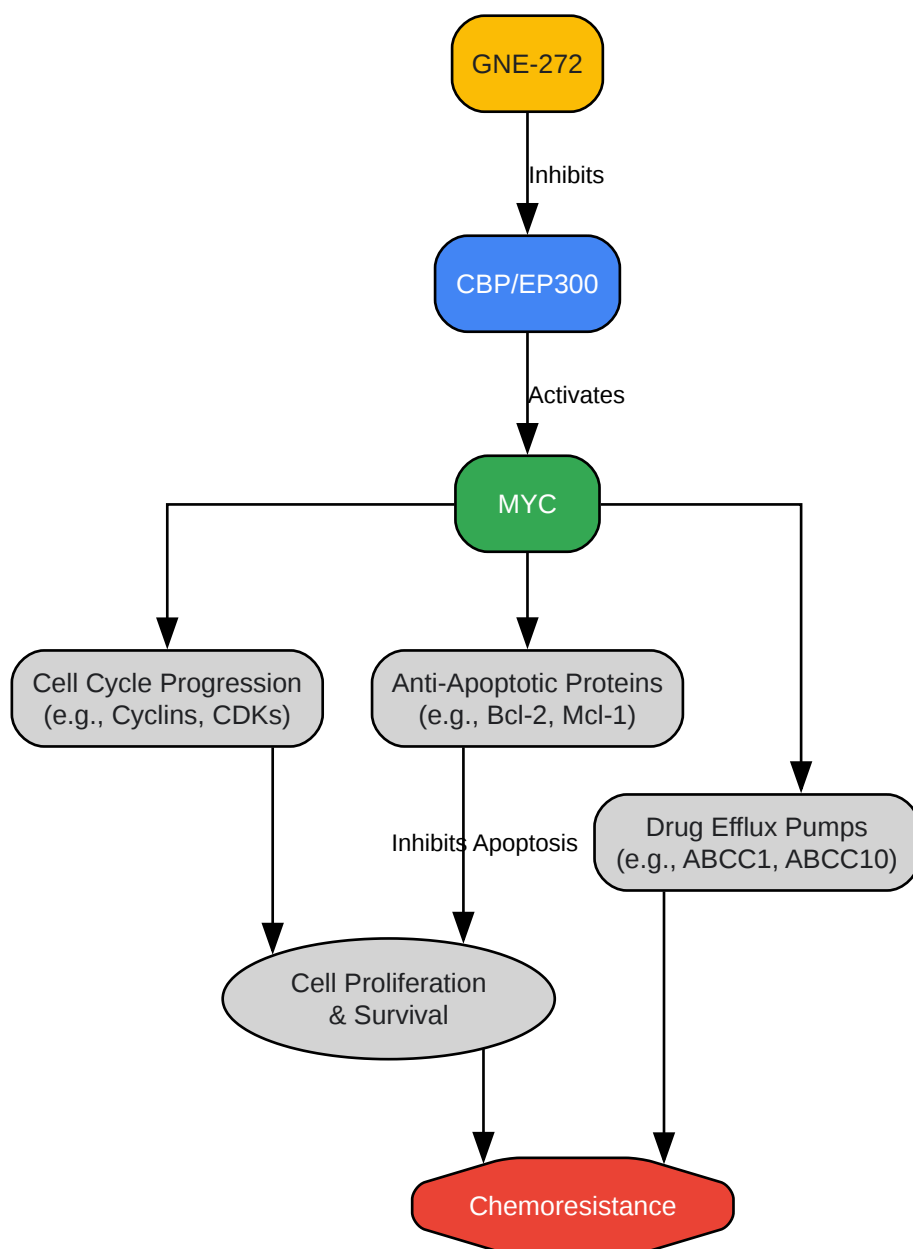 GNE-272
Inhibits
CBP/EP300
Activates
MYC
Cell Cycle Progression
(e.g., Cyclins, CDKs)
Anti-Apoptotic Proteins
(e.g., Bcl-2, Mcl-1)
Drug Efflux Pumps
(e.g., ABCC1, ABCC10)
Inhibits Apoptosis
Cell Proliferation
& Survival
Chemoresistance